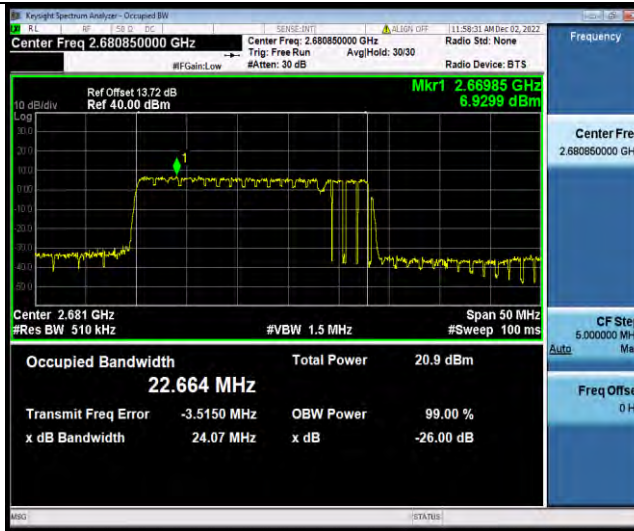 Keysight Spectrum Analyzer - Occupied BW
RL RF 50 Ω DC SENSE:INT ALIGN OFF 11:58:31 AM Dec 02, 2022
Center Freq 2.680850000 GHz Center Freq: 2.680850000 GHz Radio Std: None
Trig: Free Run Avg|Hold: 30/30
#IFGain:Low #Atten: 30 dB Radio Device: BTS
Ref Offset 13.72 dB Mkr1 2.66985 GHz
10 dB/div Ref 40.00 dBm 6.9299 dBm
Log
30.0
20.0
10.0
0.00
-10.0
-20.0
-30.0
-40.0
-50.0
1
Center 2.681 GHz Span 50 MHz
#Res BW 510 kHz #VBW 1.5 MHz #Sweep 100 ms
Occupied Bandwidth Total Power 20.9 dBm
22.664 MHz
Transmit Freq Error -3.5150 MHz OBW Power 99.00 %
x dB Bandwidth 24.07 MHz x dB -26.00 dB
MSG STATUS
Frequency
Center Fre
2.680850000 GH
CF Ste
5.000000 MH
Auto Ma
Freq Offse
0 H